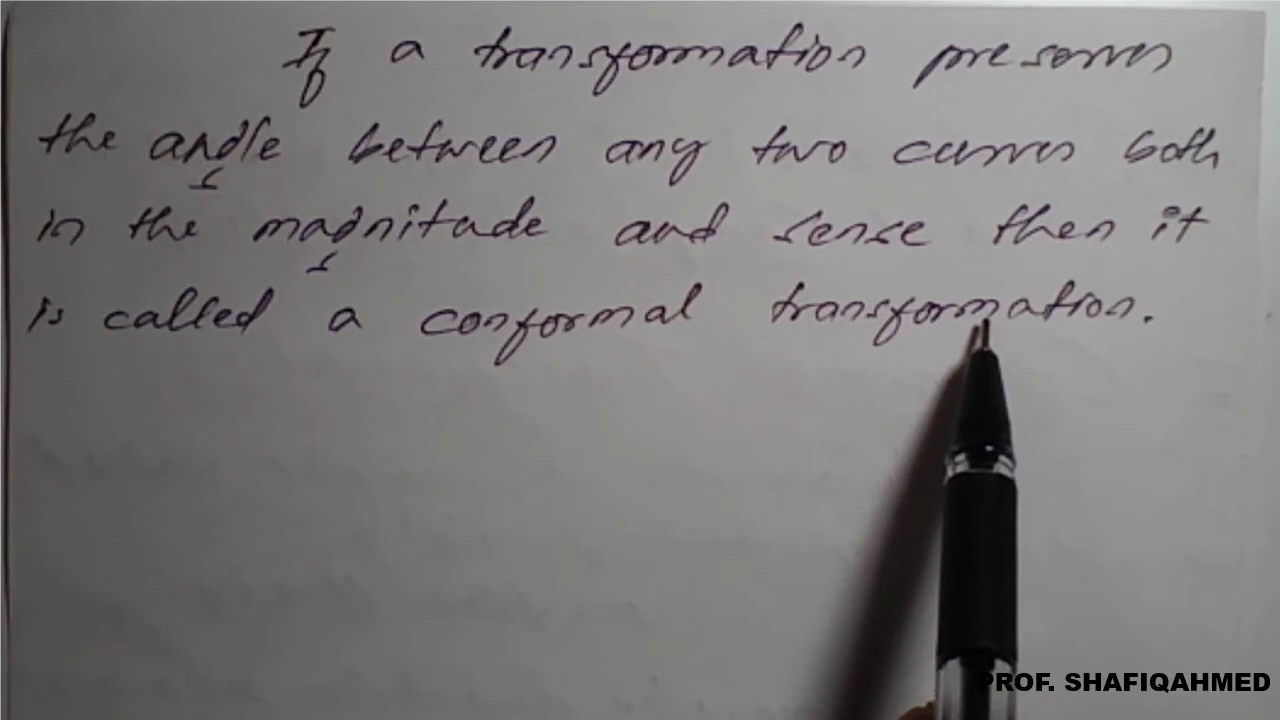 If a transformation preserves
the angle between any two curves both
in the magnitude and sense then it
is called a conformal transformation.
PROF. SHAFIQAHMED